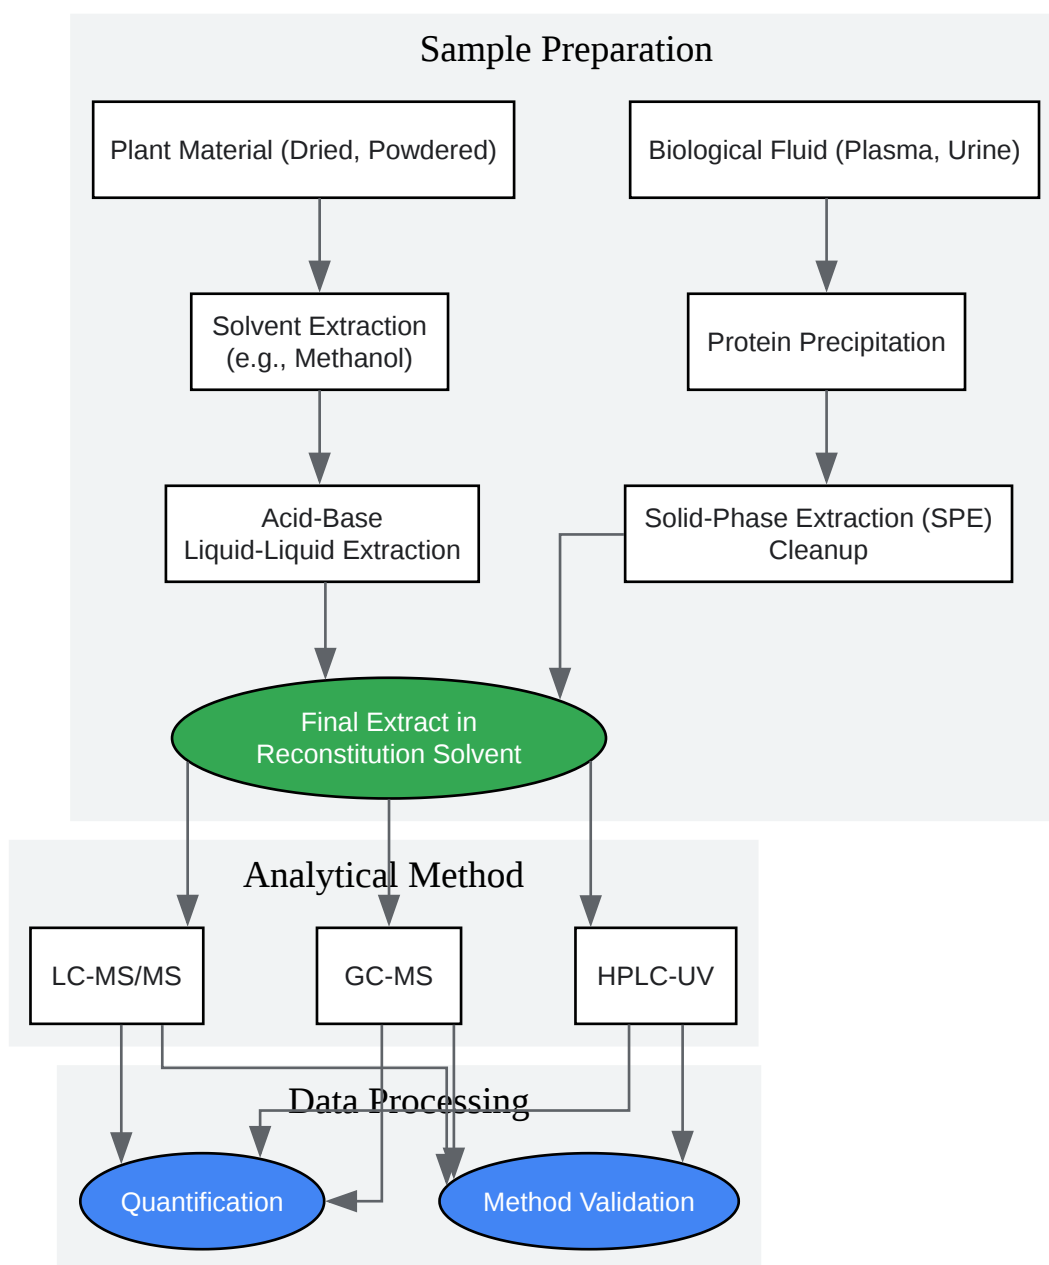 Sample Preparation
Plant Material (Dried, Powdered)
Biological Fluid (Plasma, Urine)
Solvent Extraction
(e.g., Methanol)
Protein Precipitation
Acid-Base
Liquid-Liquid Extraction
Solid-Phase Extraction (SPE)
Cleanup
Final Extract in
Reconstitution Solvent
Analytical Method
LC-MS/MS
GC-MS
HPLC-UV
Data Processing
Quantification
Method Validation